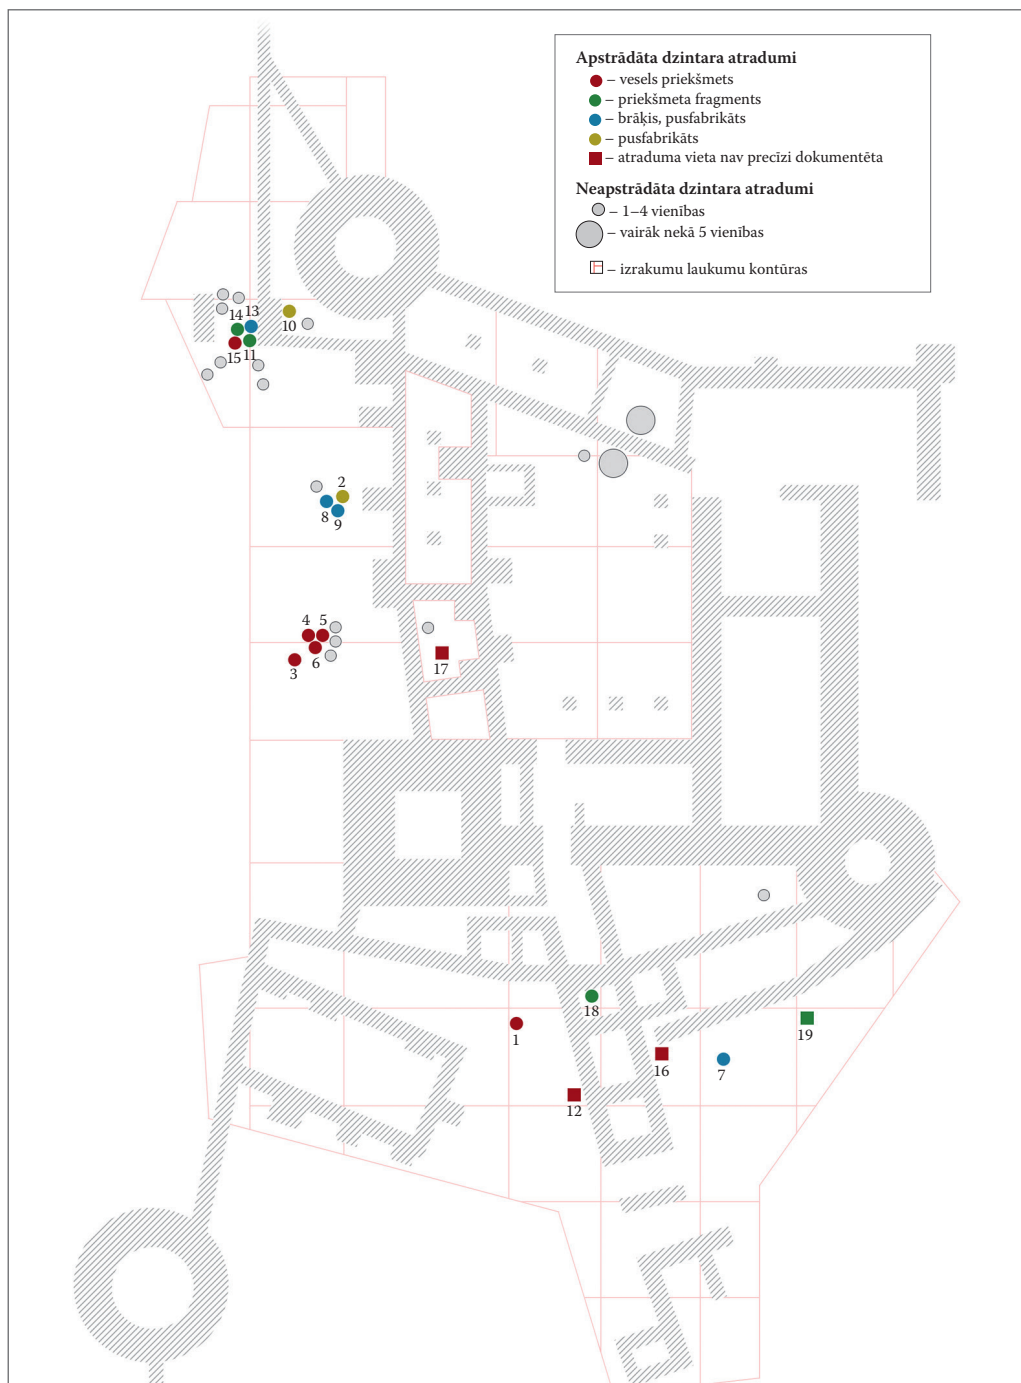 Apstrādāta dzintara atradumi
– vesels priekšmets
– priekšmeta fragments
– brāķis, pusfabrikāts
– pusfabrikāts
– atraduma vieta nav precīzi dokumentēta
Neapstrādāta dzintara atradumi
– 1–4 vienības
– vairāk nekā 5 vienības
– izrakumu laukumu kontūras
14 13
10
15 11
2
8
9
4 5
6
3
17
18
1
19
16
7
12